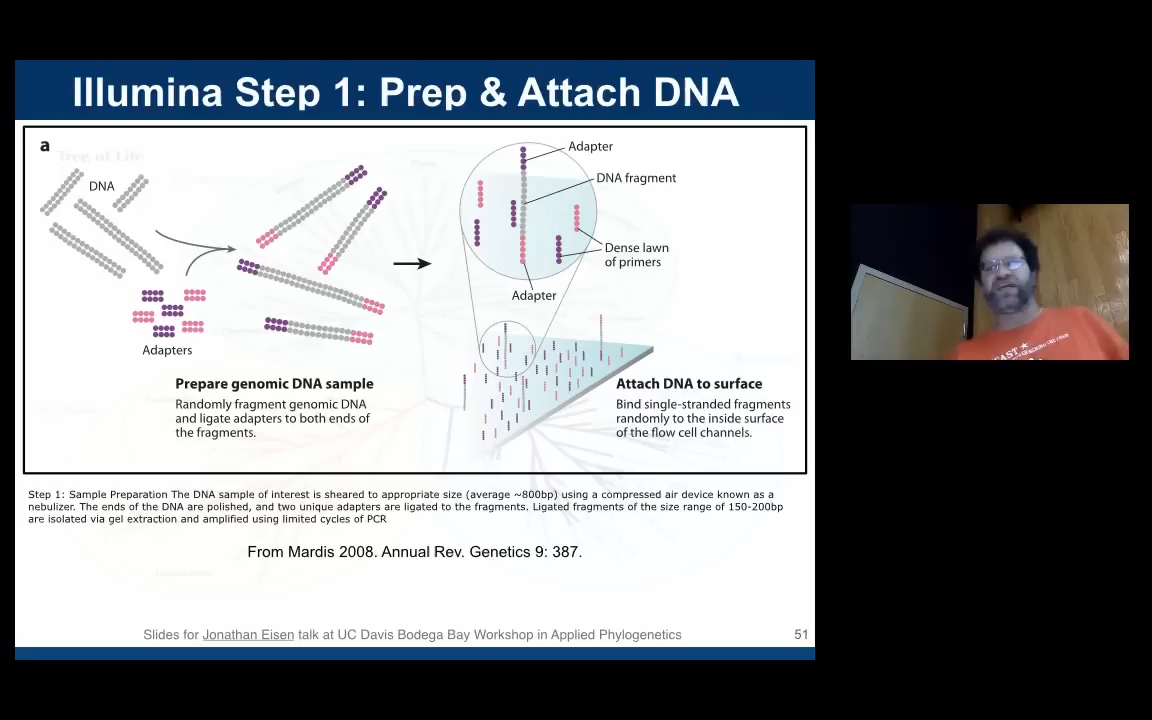 Illumina Step 1: Prep & Attach DNA
a
Tree of Life
DNA
Adapters
Adapter
DNA fragment
Dense lawn
of primers
Adapter
Prepare genomic DNA sample
Randomly fragment genomic DNA
and ligate adapters to both ends of
the fragments.
Attach DNA to surface
Bind single-stranded fragments
randomly to the inside surface
of the flow cell channels.
Step 1: Sample Preparation The DNA sample of interest is sheared to appropriate size (average ~800bp) using a compressed air device known as a
nebulizer. The ends of the DNA are polished, and two unique adapters are ligated to the fragments. Ligated fragments of the size range of 150-200bp
are isolated via gel extraction and amplified using limited cycles of PCR
From Mardis 2008. Annual Rev. Genetics 9: 387.
Slides for Jonathan Eisen talk at UC Davis Bodega Bay Workshop in Applied Phylogenetics
51